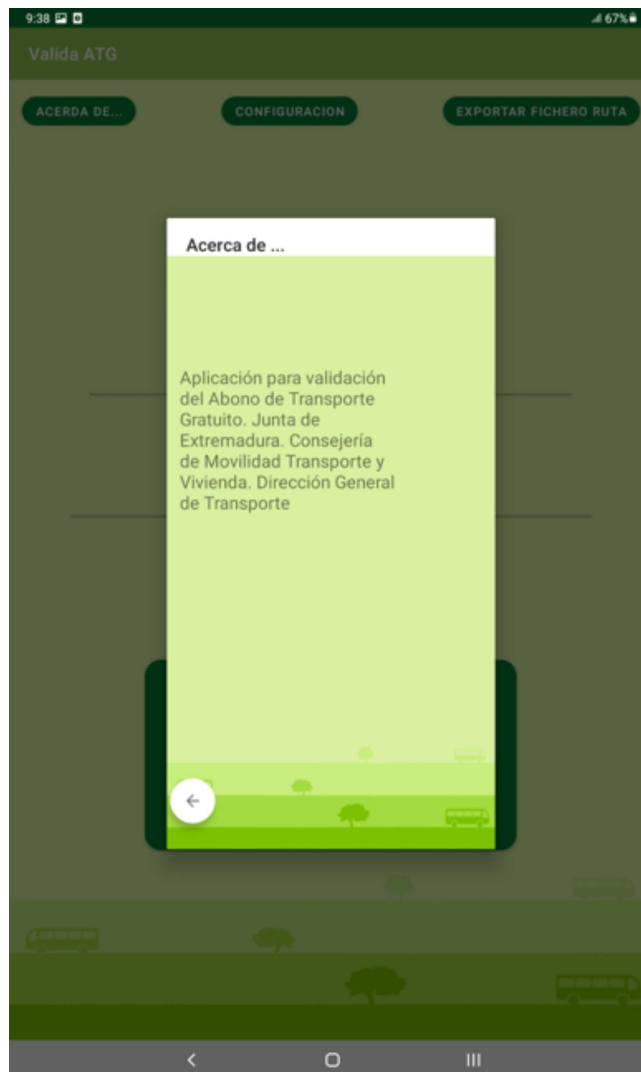 9:38
67%
Valida ATG
ACERDA DE...
CONFIGURACION
EXPORTAR FICHERO RUTA
Acerca de ...
Aplicación para validación
del Abono de Transporte
Gratuito. Junta de
Extremadura. Consejería
de Movilidad Transporte y
Vivienda. Dirección General
de Transporte